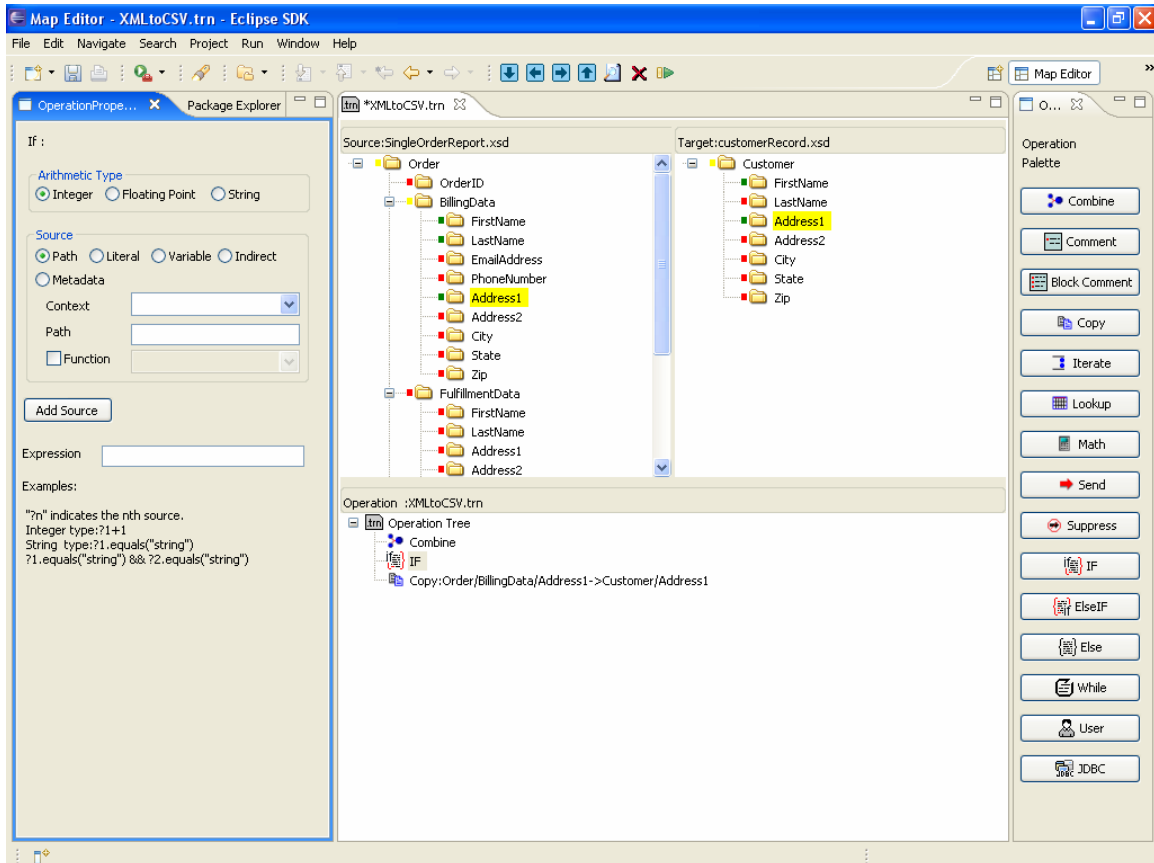 Map Editor - XMLtoCSV.trn - Eclipse SDK
File Edit Navigate Search Project Run Window Help
Map Editor
»
OperationPrope...
Package Explorer
If :
Arithmetic Type
Integer Floating Point String
Source
Path Literal Variable Indirect
Metadata
Context
Path
Function
Add Source
Expression
Examples:
"?n" indicates the nth source.
Integer type:?1+1
String type:?1.equals("string")
?1.equals("string") && ?2.equals("string")
trn *XMLtoCSV.trn
Source:SingleOrderReport.xsd
Order
OrderID
BillingData
FirstName
LastName
EmailAddress
PhoneNumber
Address1
Address2
City
State
Zip
FulfillmentData
FirstName
LastName
Address1
Address2
Target:customerRecord.xsd
Customer
FirstName
LastName
Address1
Address2
City
State
Zip
Operation :XMLtoCSV.trn
trn Operation Tree
Combine
if IF
Copy:Order/BillingData/Address1->Customer/Address1
O...
Operation
Palette
Combine
Comment
Block Comment
Copy
Iterate
Lookup
Math
Send
Suppress
if IF
if ElseIF
Else
While
User
JDBC JDBC